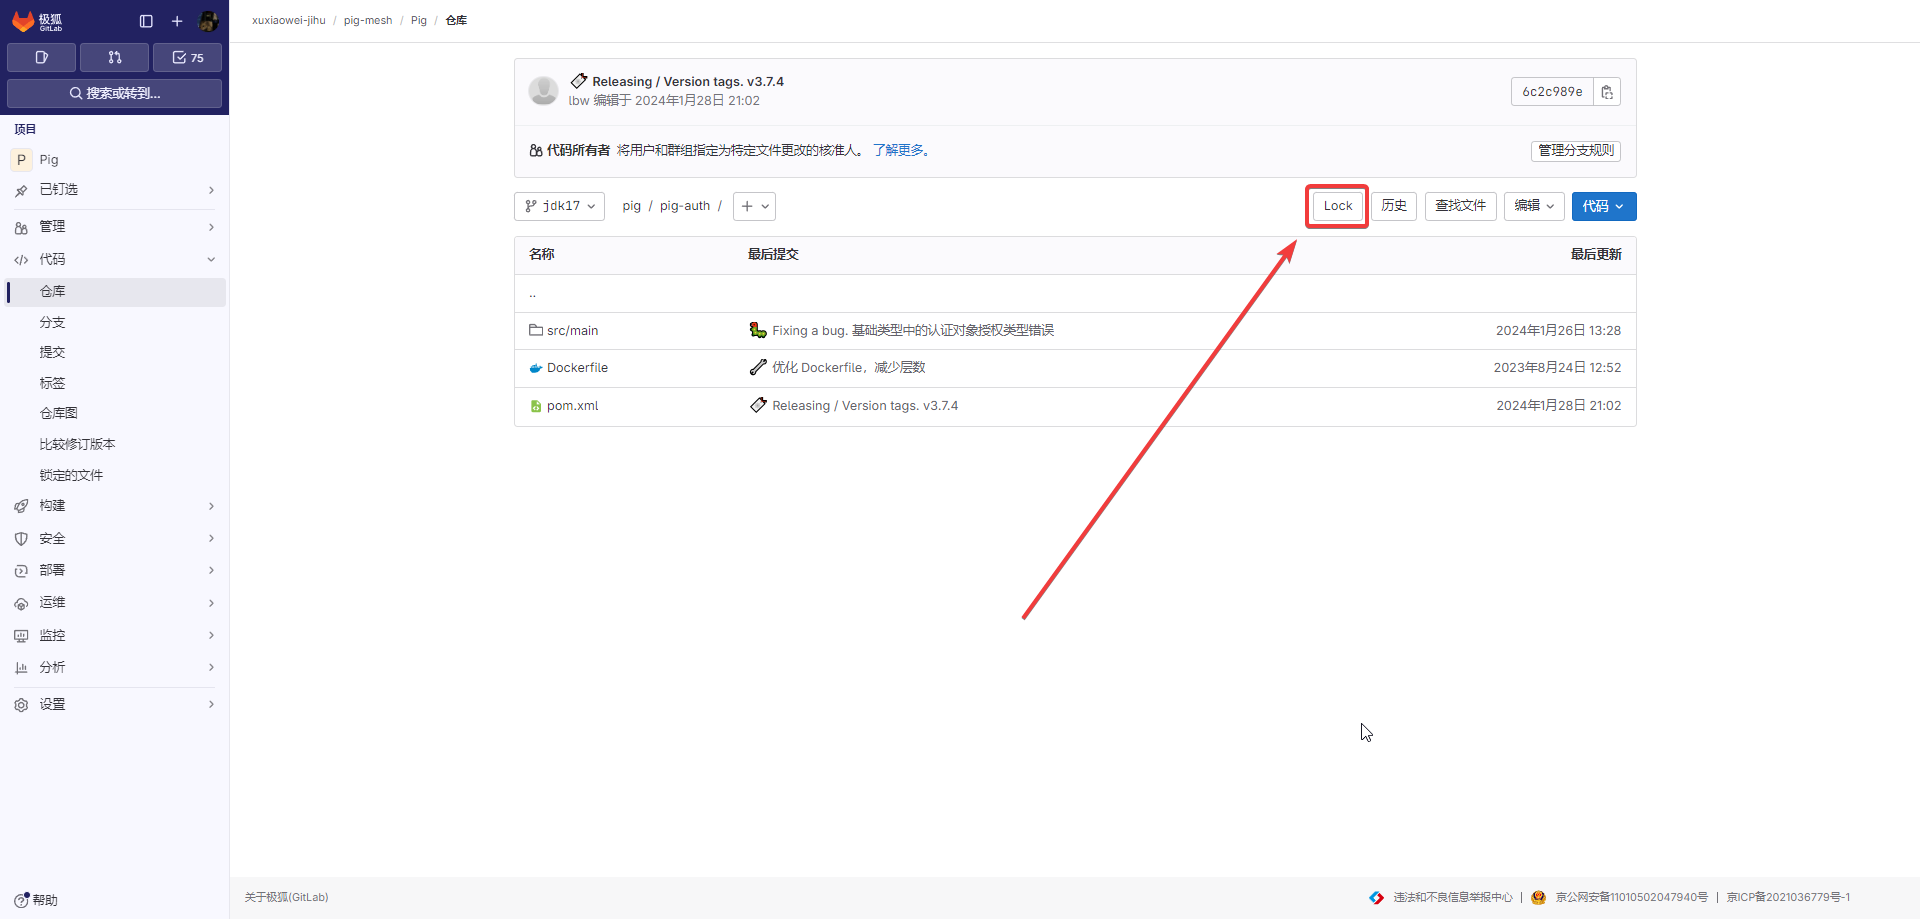 极狐
GitLab
75
搜索或转到...
项目
P Pig
已钉选
管理
代码
仓库
分支
提交
标签
仓库图
比较修订版本
锁定的文件
构建
安全
部署
运维
监控
分析
设置
帮助
xuxiaowei-jihu / pig-mesh / Pig / 仓库
Releasing / Version tags. v3.7.4
lbw 编辑于 2024年1月28日 21:02
6c2c989e
代码所有者 将用户和群组指定为特定文件更改的核准人。 了解更多。
管理分支规则
jdk17 pig / pig-auth / +
Lock 历史 查找文件 编辑 代码
名称 最后提交 最后更新
..
src/main Fixing a bug. 基础类型中的认证对象授权类型错误 2024年1月26日 13:28
Dockerfile 优化 Dockerfile，减少层数 2023年8月24日 12:52
pom.xml Releasing / Version tags. v3.7.4 2024年1月28日 21:02
关于极狐(GitLab)
违法和不良信息举报中心 | 京公网安备11010502047940号 | 京ICP备2021036779号-1